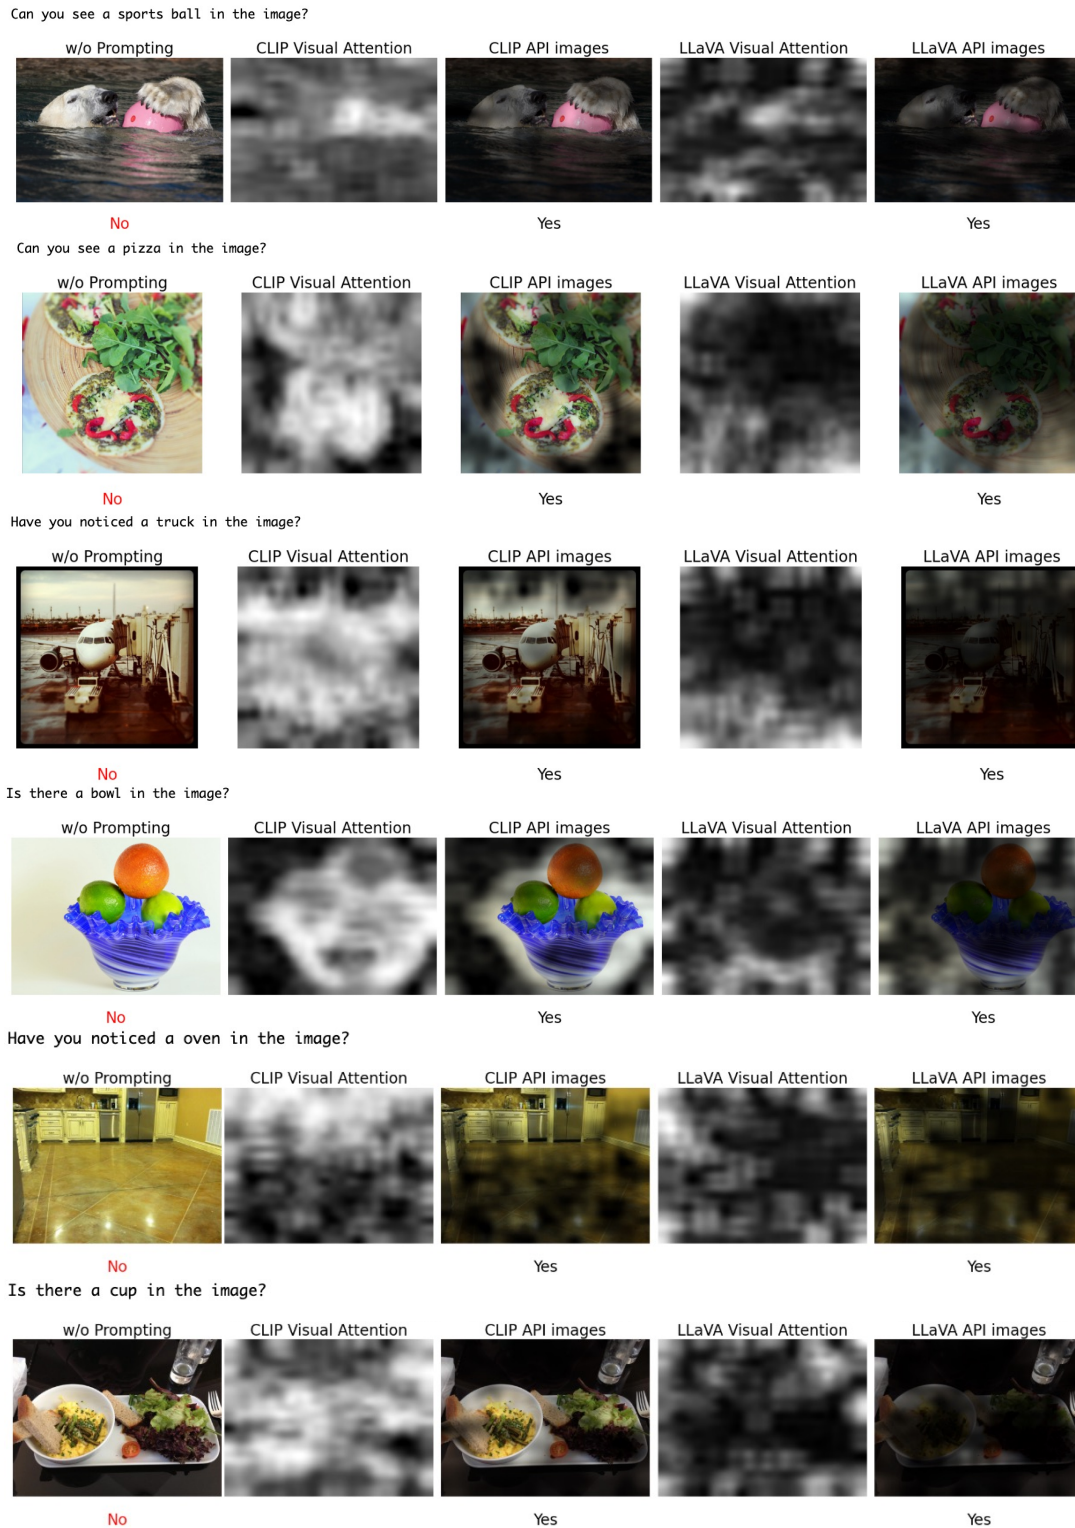 Can you see a sports ball in the image?
w/o Prompting CLIP Visual Attention CLIP API images LLaVA Visual Attention LLaVA API images
No Yes Yes
Can you see a pizza in the image?
w/o Prompting CLIP Visual Attention CLIP API images LLaVA Visual Attention LLaVA API images
No Yes Yes
Have you noticed a truck in the image?
w/o Prompting CLIP Visual Attention CLIP API images LLaVA Visual Attention LLaVA API images
No Yes Yes
Is there a bowl in the image?
w/o Prompting CLIP Visual Attention CLIP API images LLaVA Visual Attention LLaVA API images
No Yes Yes
Have you noticed a oven in the image?
w/o Prompting CLIP Visual Attention CLIP API images LLaVA Visual Attention LLaVA API images
No Yes Yes
Is there a cup in the image?
w/o Prompting CLIP Visual Attention CLIP API images LLaVA Visual Attention LLaVA API images
No Yes Yes